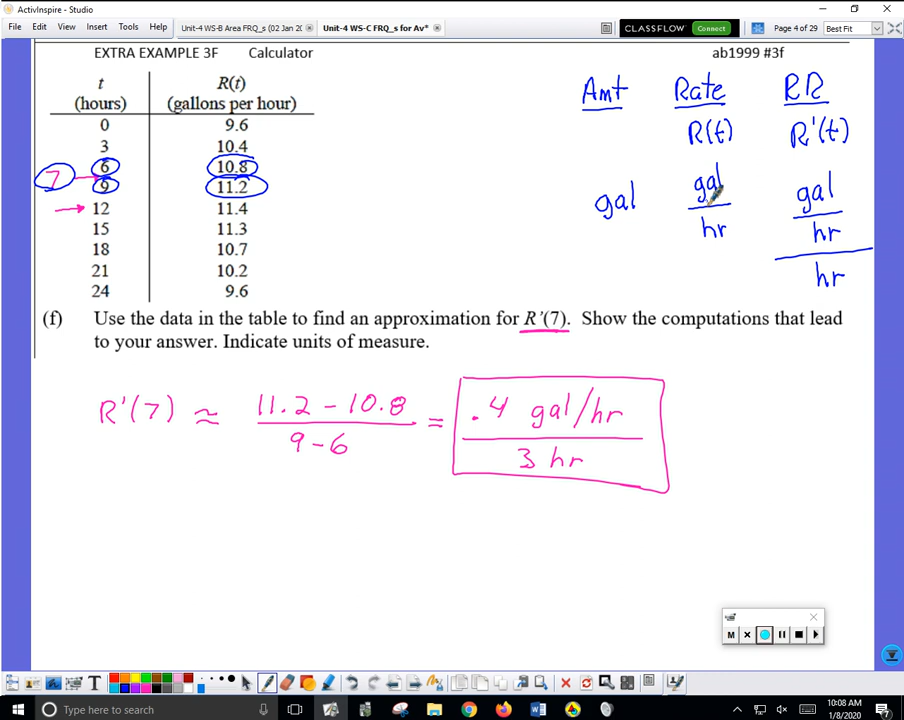 ActivInspire - Studio
File Edit View Insert Tools Help
Unit-4 WS-B Area FRQ_s (02 Jan 20 Unit-4 WS-C FRQ_s for Av* CLASSFLOW Connect Page 4 of 29 Best Fit
EXTRA EXAMPLE 3F Calculator ab1999 #3f
t R(t)
(hours) (gallons per hour)
0 9.6
3 10.4
6 10.8
7
9 11.2
12 11.4
15 11.3
18 10.7
21 10.2
24 9.6
Amt Rate RR
R(t) R'(t)
gal gal/hr gal/hr/hr
(f) Use the data in the table to find an approximation for R'(7). Show the computations that lead
to your answer. Indicate units of measure.
R'(7) ≈ 11.2 - 10.8 / 9 - 6 = .4 gal/hr / 3 hr
M
T
Type here to search
10:08 AM
1/8/2020